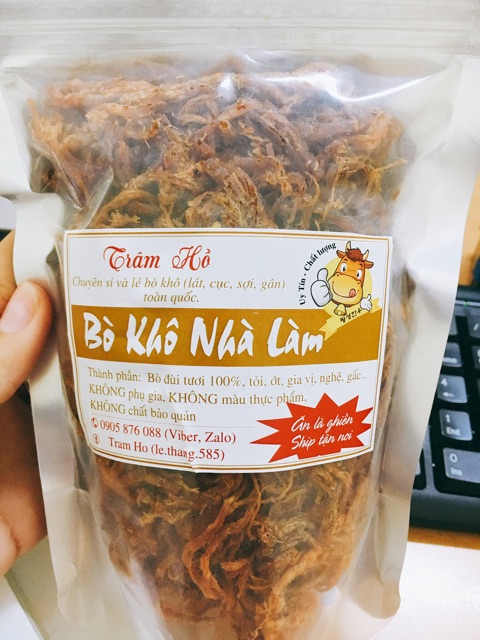 Trâm Hỏ
Uy Tín - Chất lượng
Chuyên sỉ và lẻ bò khô (lát, cục, sợi, gân)
toàn quốc.
Bò Khô Nhà Làm
Thành phần: Bò đùi tươi 100%, tỏi, ớt, gia vị, nghệ, gấc...
KHÔNG phụ gia, KHÔNG màu thực phẩm,
KHÔNG chất bảo quản
0905 876 088 (Viber, Zalo)
Tram Ho (le.thang.585)
Ăn là ghiền
Ship tận nơi